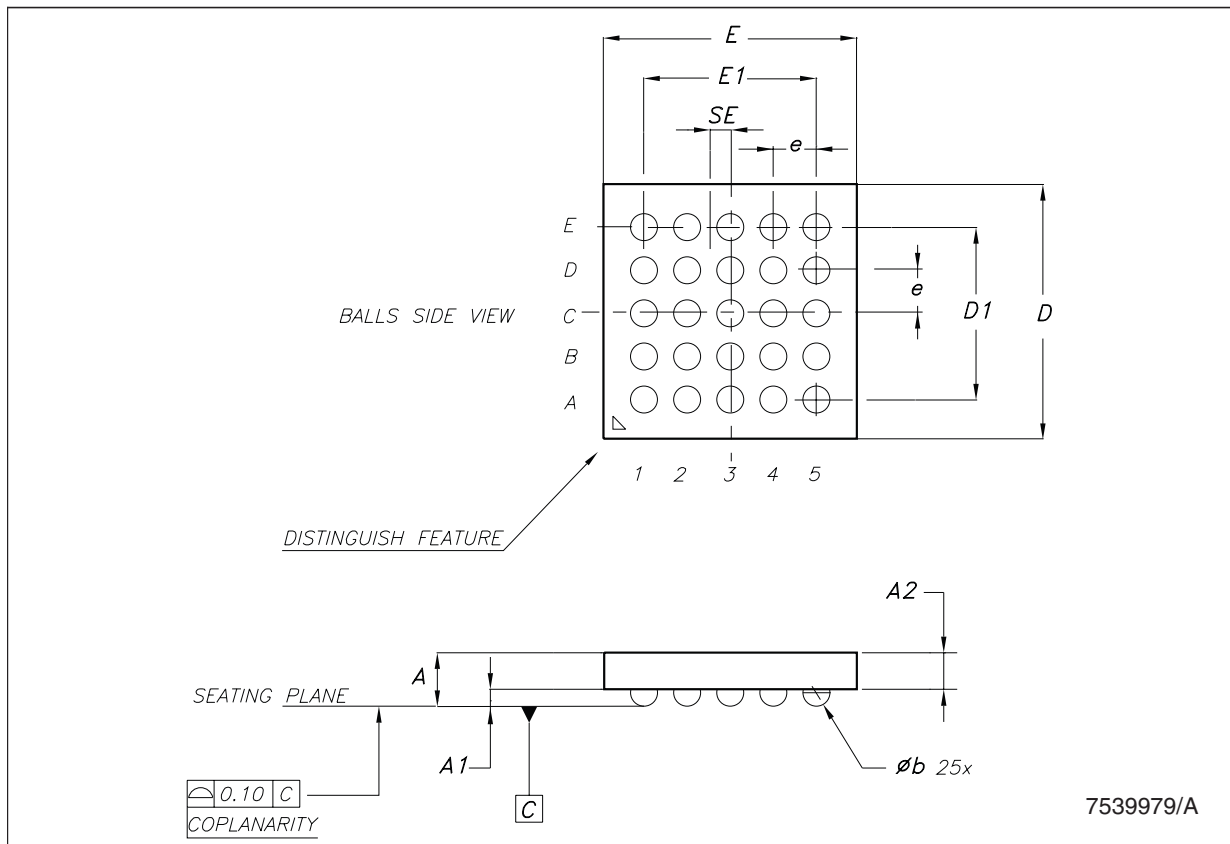 E
E1
SE
e
E
D
BALLS SIDE VIEW
C
B
A
e
D1
D
1 2 3 4 5
DISTINGUISH FEATURE
A2
A
SEATING PLANE
A1
Øb 25x
0.10 C
COPLANARITY
C
7539979/A